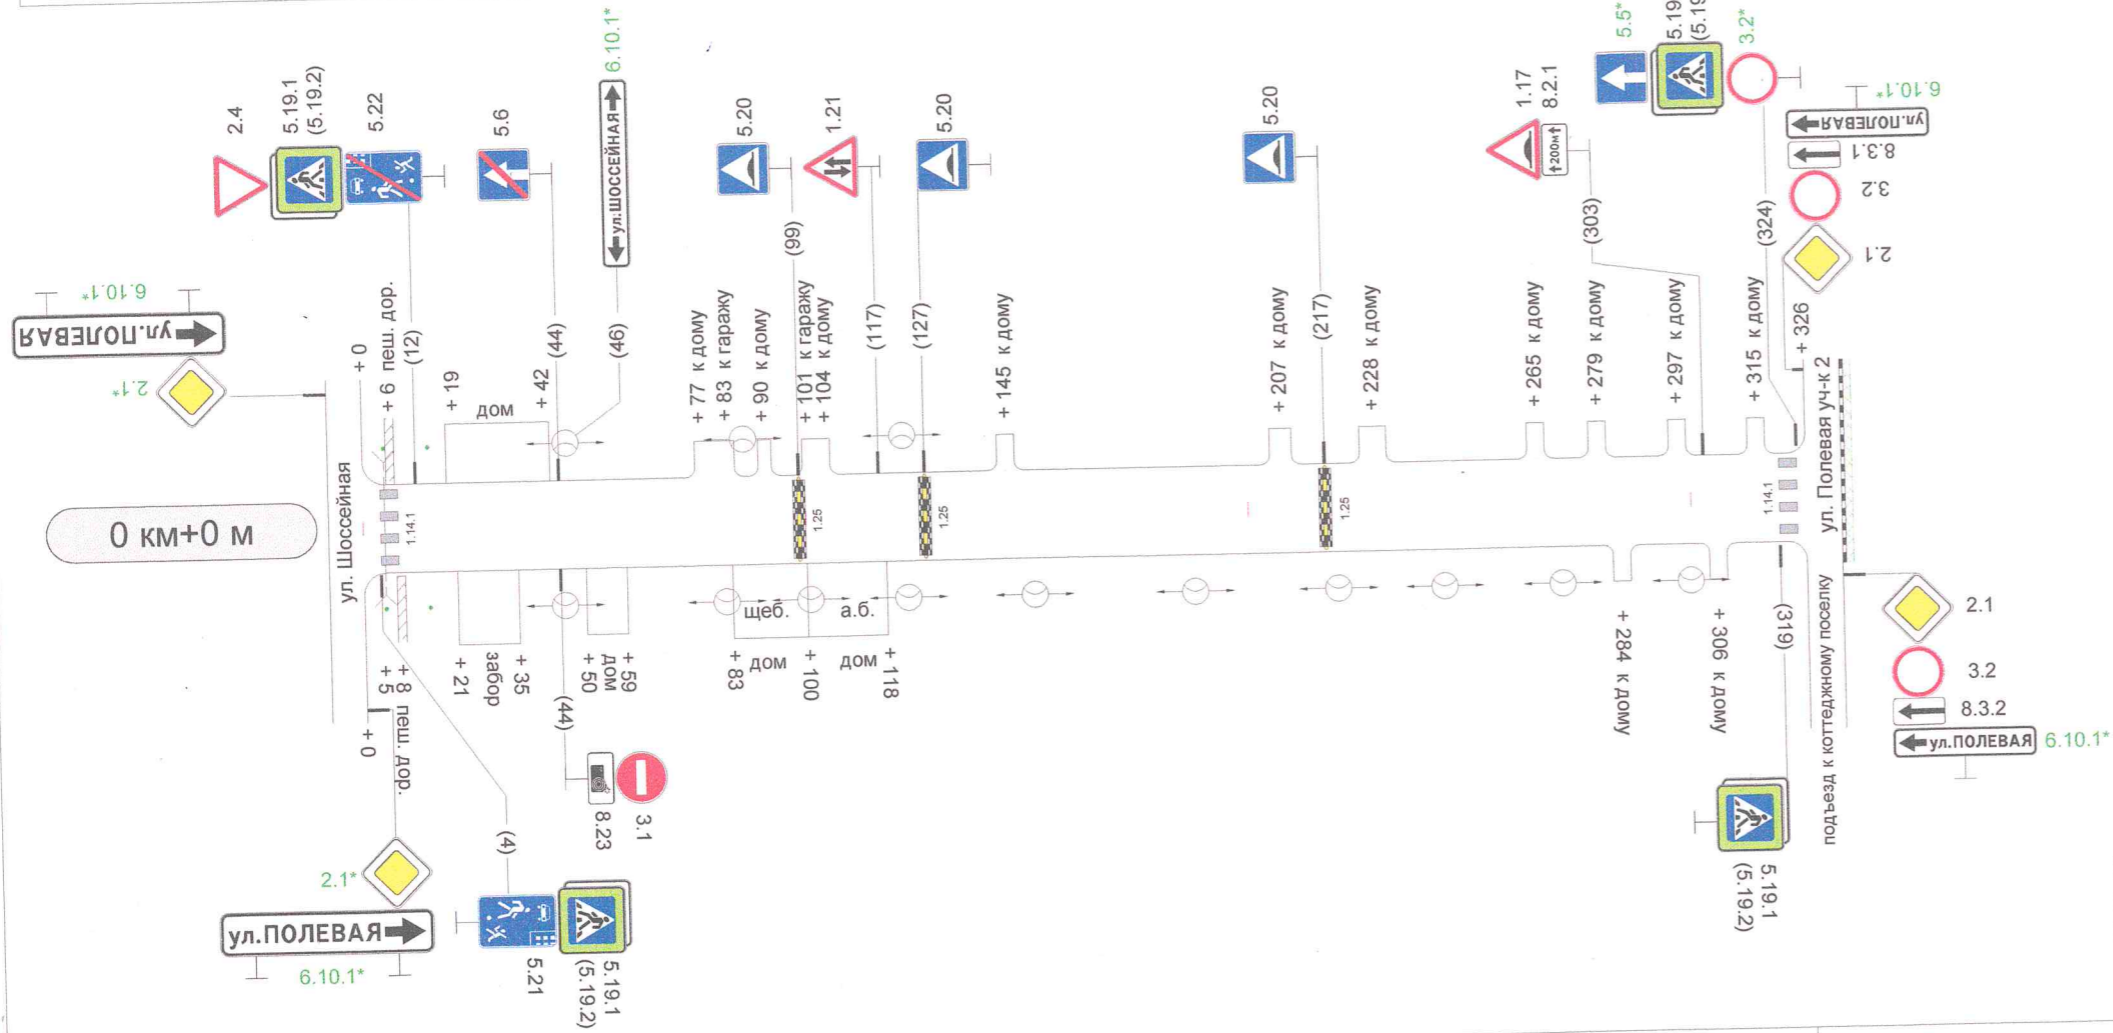 6.10.1*
ул.ПОЛЕВАЯ
2.1*
0 км+0 м
ул. Шоссейная
+ 0
+ 6 пеш. дор.
(12)
2.4
5.19.1
(5.19.2)
5.22
+ 19
дом
+ 42
(44)
5.6
(46)
ул.ШОССЕЙНАЯ
6.10.1*
+ 77 к дому
+ 83 к гаражу
+ 90 к дому
(99)
5.20
+ 101 к гаражу
+ 104 к дому
1.21
(117)
(127)
5.20
+ 145 к дому
+ 207 к дому
(217)
5.20
+ 228 к дому
+ 265 к дому
+ 279 к дому
1.17
8.2.1
200м
(303)
+ 297 к дому
+ 315 к дому
(324)
5.5*
3.2*
+ 326
6.10.1*
ул.ПОЛЕВАЯ
8.3.1
3.2
2.1
1.14.1
1.25
1.25
1.25
1.14.1
ул. Полевая уч-к 2
подъезд к коттеджному поселку
+ 0
+ 5
+ 8 пеш. дор.
+ 21
забор
+ 35
(44)
+ 50
дом
+ 59
щеб.
а.б.
+ 83
дом
+ 100
дом
+ 118
+ 284 к дому
+ 306 к дому
(319)
2.1*
ул.ПОЛЕВАЯ
6.10.1*
(4)
5.21
5.19.1
(5.19.2)
8.23
3.1
5.19.1
(5.19.2)
2.1
3.2
8.3.2
ул.ПОЛЕВАЯ
6.10.1*